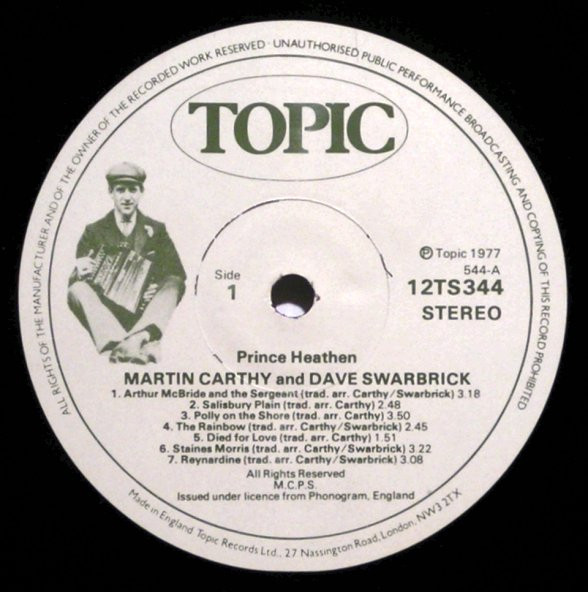 ALL RIGHTS OF THE MANUFACTURER AND OF THE OWNER OF THE RECORDED WORK RESERVED · UNAUTHORISED PUBLIC PERFORMANCE BROADCASTING AND COPYING OF THIS RECORD PROHIBITED
TOPIC
Side
1
Ⓟ Topic 1977
544-A
12TS344
STEREO
Prince Heathen
MARTIN CARTHY and DAVE SWARBRICK
1. Arthur McBride and the Sergeant (trad. arr. Carthy/Swarbrick) 3.18
2. Salisbury Plain (trad. arr. Carthy) 2.48
3. Polly on the Shore (trad. arr. Carthy) 3.50
4. The Rainbow (trad. arr. Carthy/Swarbrick) 2.45
5. Died for Love (trad. arr. Carthy) 1.51
6. Staines Morris (trad. arr. Carthy/Swarbrick) 3.22
7. Reynardine (trad. arr. Carthy/Swarbrick) 3.08
All Rights Reserved
M.C.P.S.
Issued under licence from Phonogram, England
Made in England Topic Records Ltd., 27 Nassington Road, London, NW3 2TX